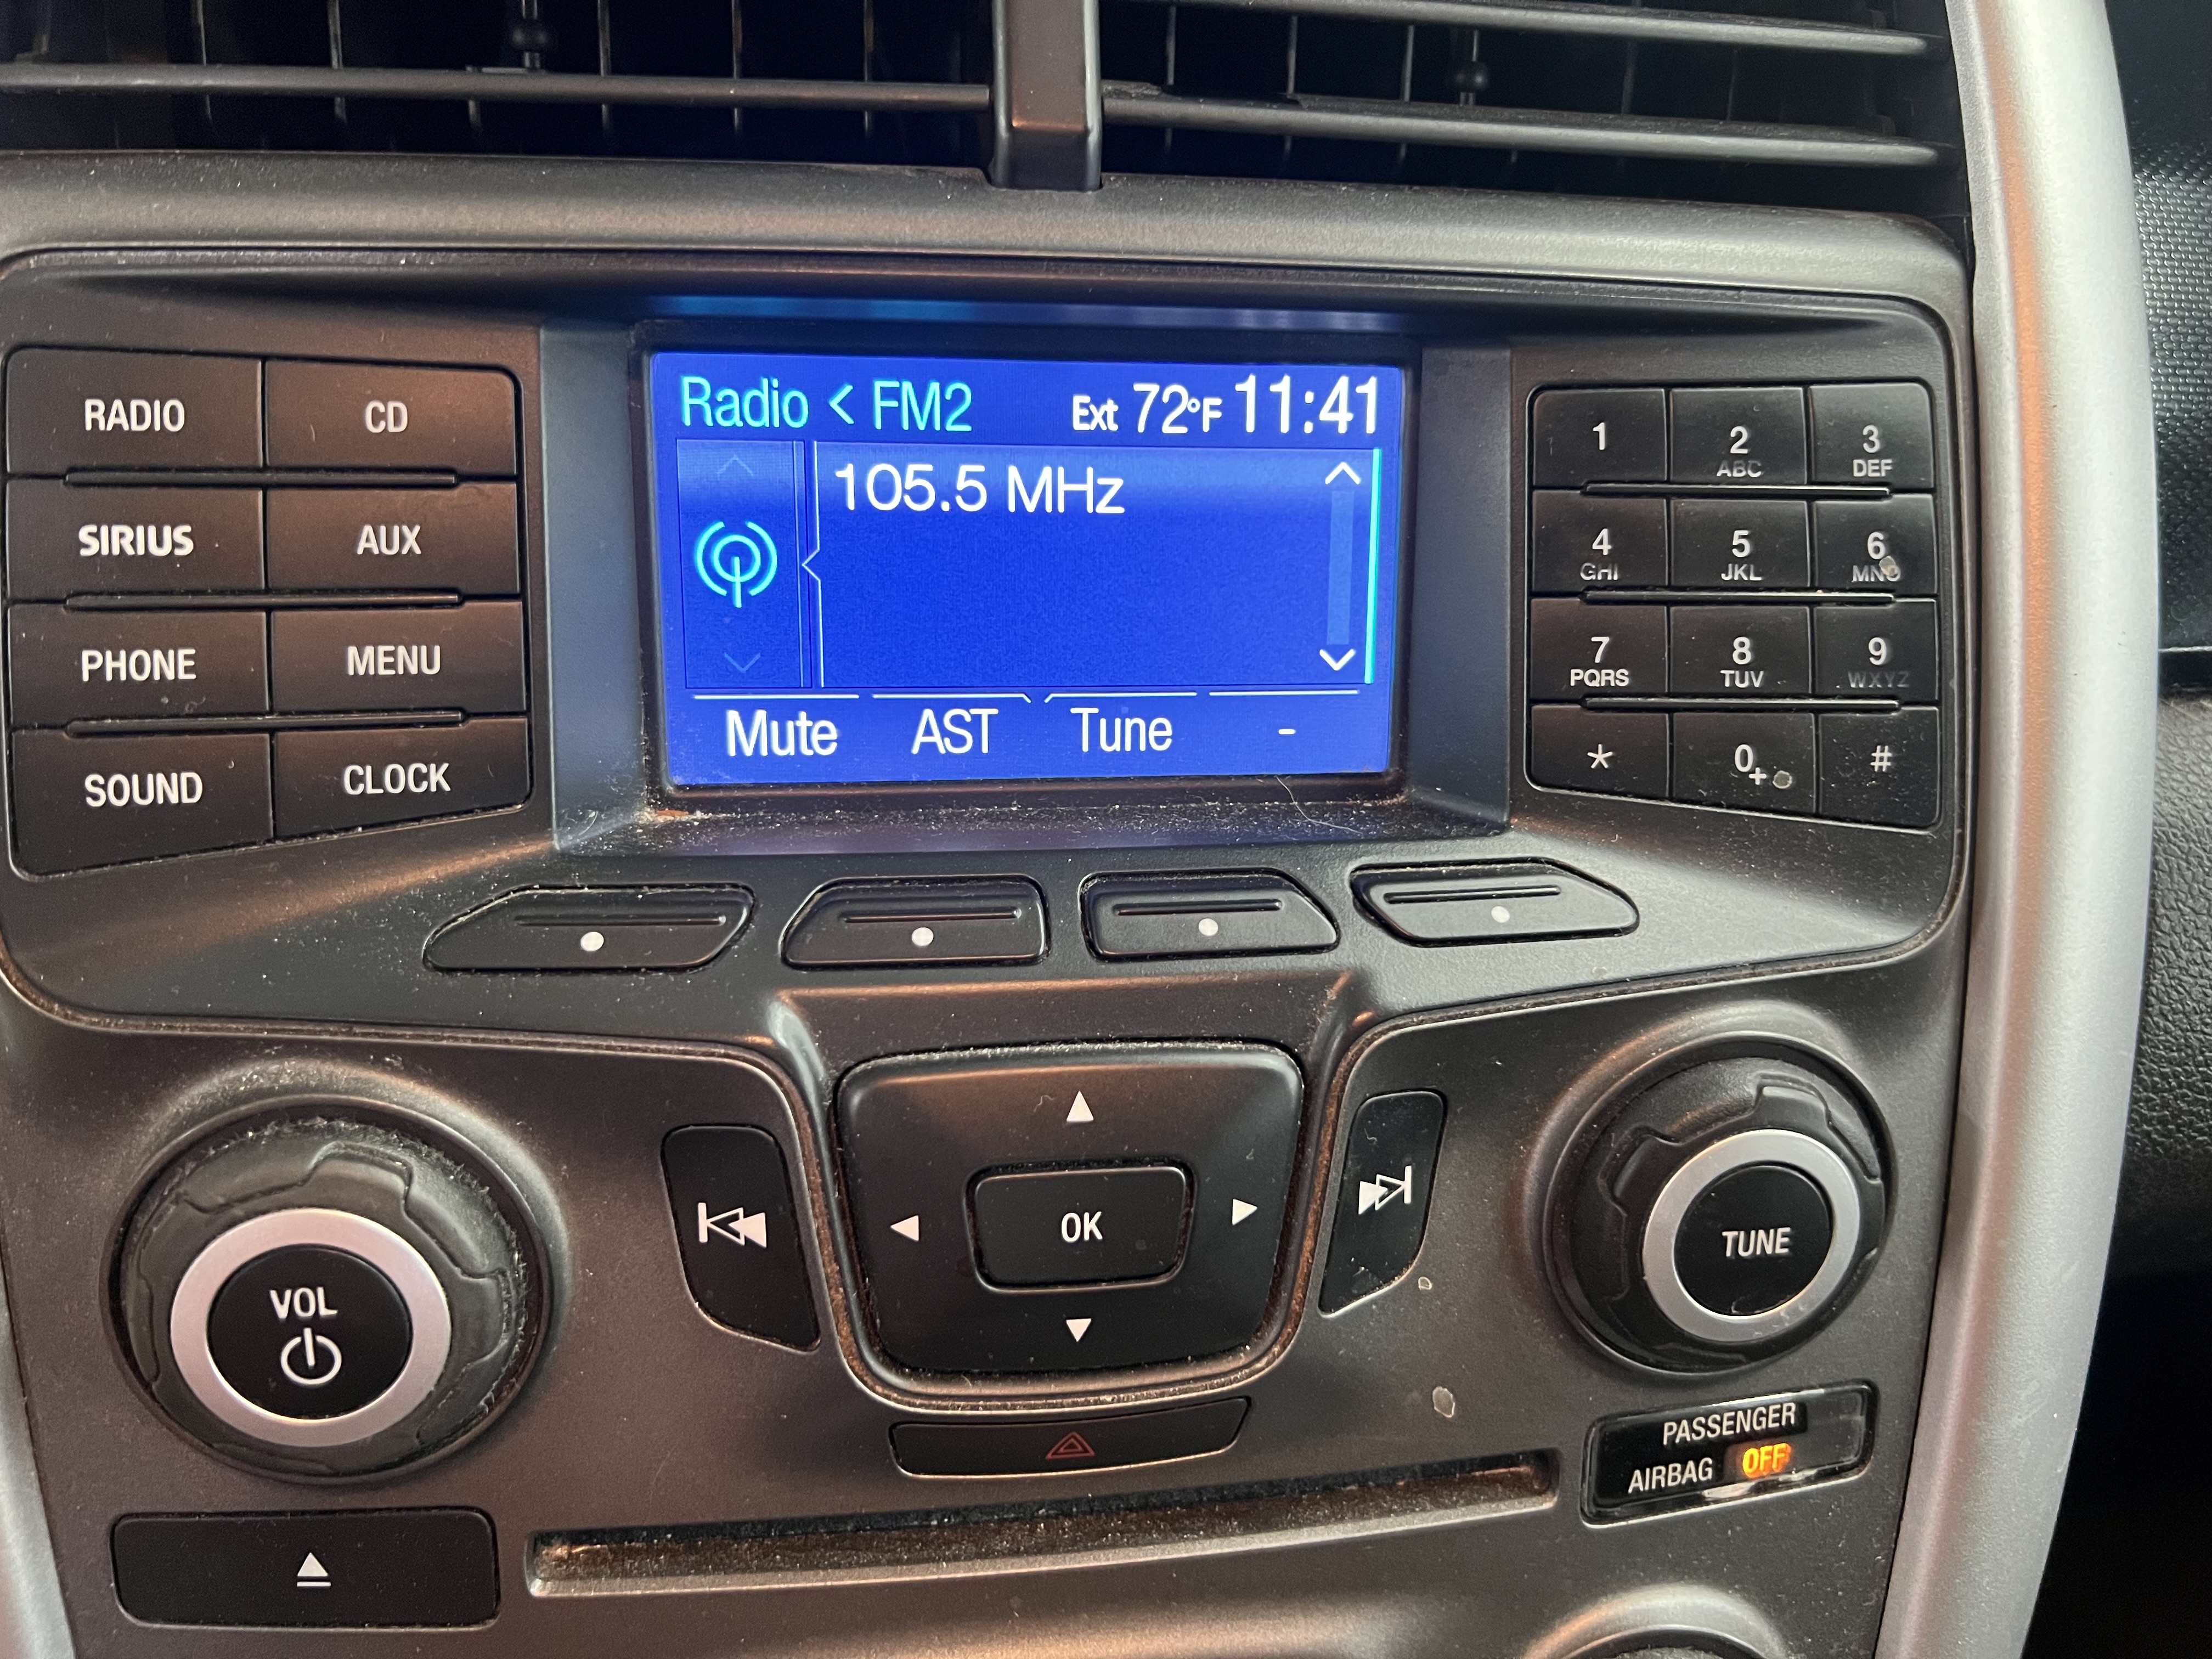 RADIO CD
SIRIUS AUX
PHONE MENU
SOUND CLOCK
Radio < FM2 Ext 72°F 11:41
105.5 MHz
Mute AST Tune -
1 2 ABC 3 DEF
4 GHI 5 JKL 6 MNO
7 PQRS 8 TUV 9 WXYZ
* 0+ #
VOL
OK
TUNE
PASSENGER
AIRBAG OFF